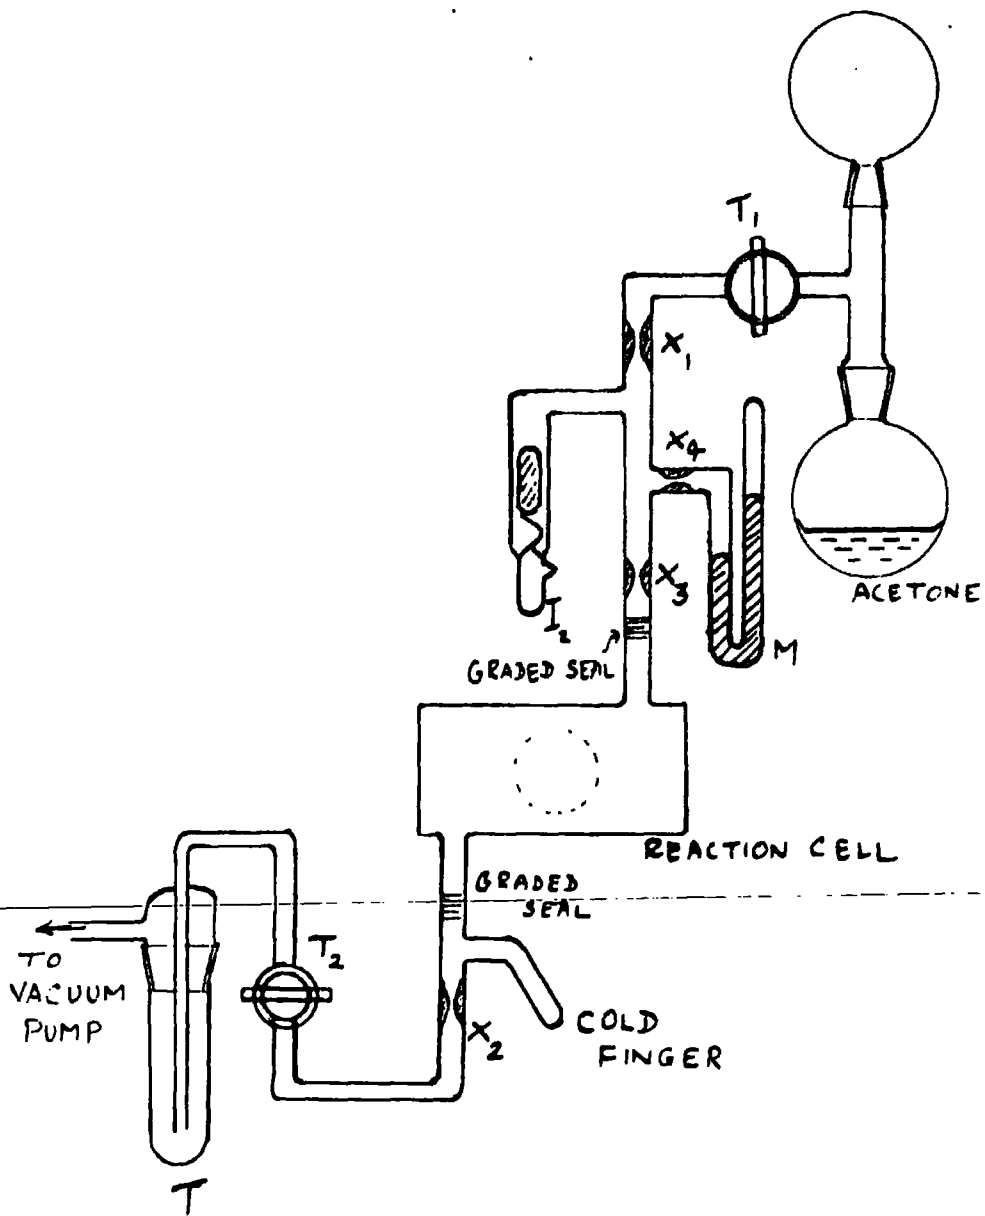 T1
X1
X4
ACETONE
X3
I2
M
GRADED SEAL
REACTION CELL
GRADED
SEAL
T2
TO
VACUUM
PUMP
X2
COLD
FINGER
T